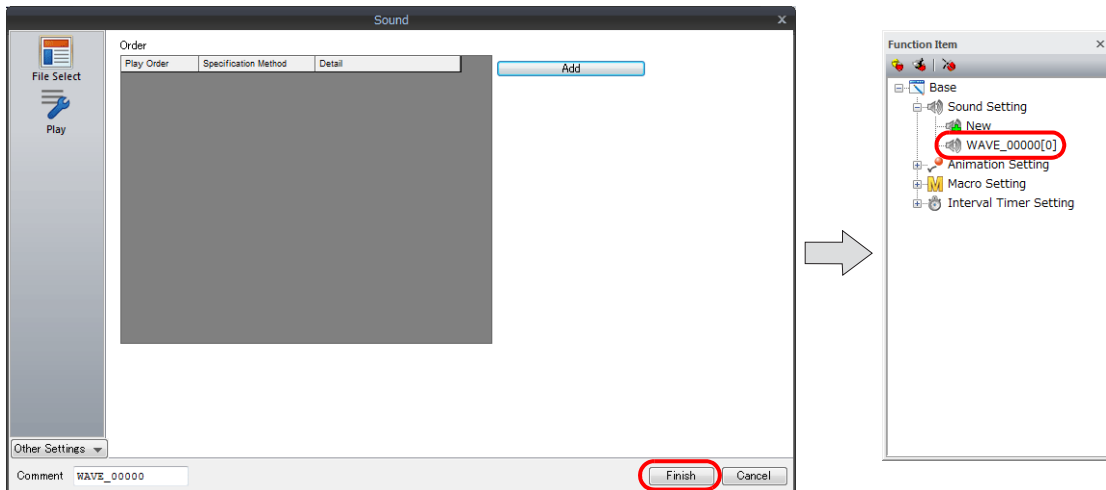 Sound
x
File Select
Play
Order
Play Order Specification Method Detail
Add
Other Settings
Comment WAVE_00000
Finish Cancel
Function Item ×
Base
Sound Setting
New
WAVE_00000[0]
Animation Setting
Macro Setting
Interval Timer Setting